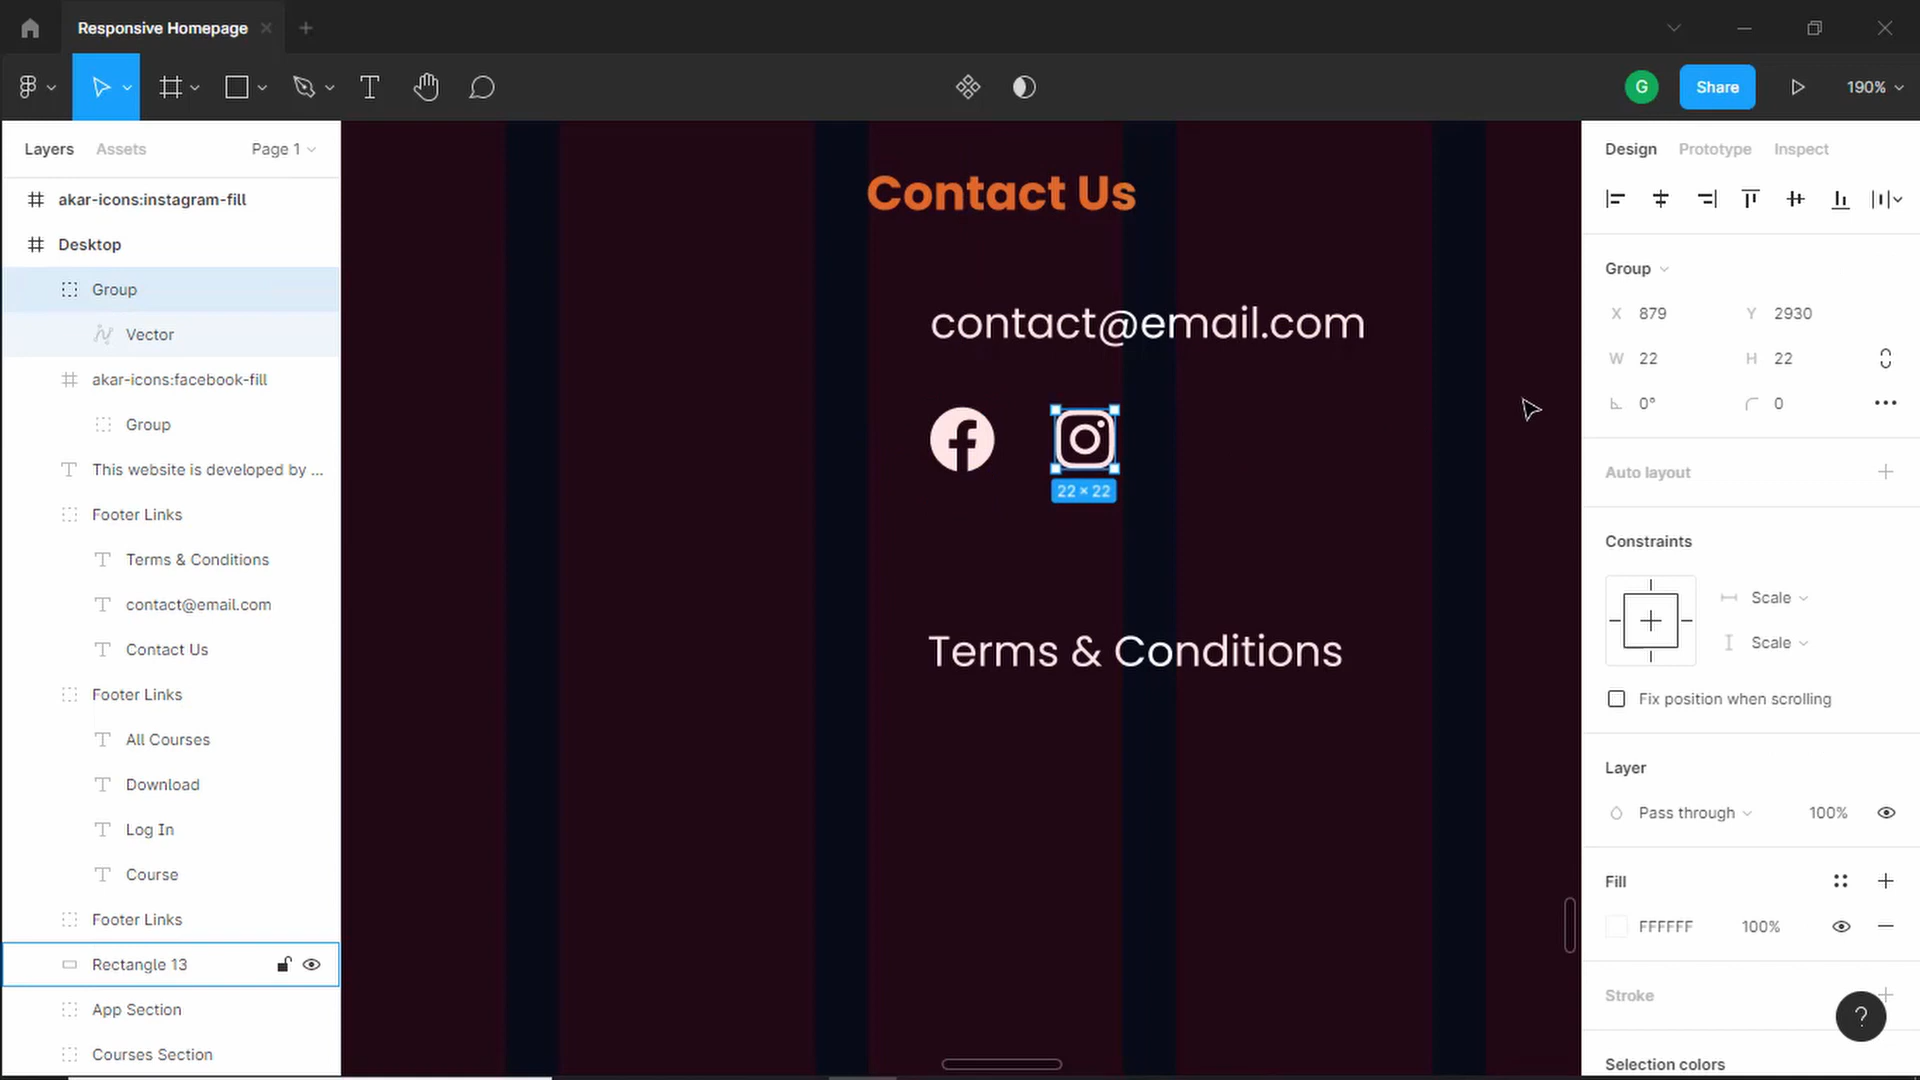 Responsive Homepage
G
Share
190%
Layers
Assets
Page 1
akar-icons:instagram-fill
Desktop
Group
Vector
akar-icons:facebook-fill
Group
This website is developed by ...
Footer Links
Terms & Conditions
contact@email.com
Contact Us
Footer Links
All Courses
Download
Log In
Course
Footer Links
Rectangle 13
App Section
Courses Section
Contact Us
contact@email.com
22 × 22
Terms & Conditions
Design
Prototype
Inspect
Group
X 879
Y 2930
W 22
H 22
0°
0
Auto layout
Constraints
Scale
Scale
Fix position when scrolling
Layer
Pass through
100%
Fill
FFFFFF
100%
Stroke
?
Selection colors